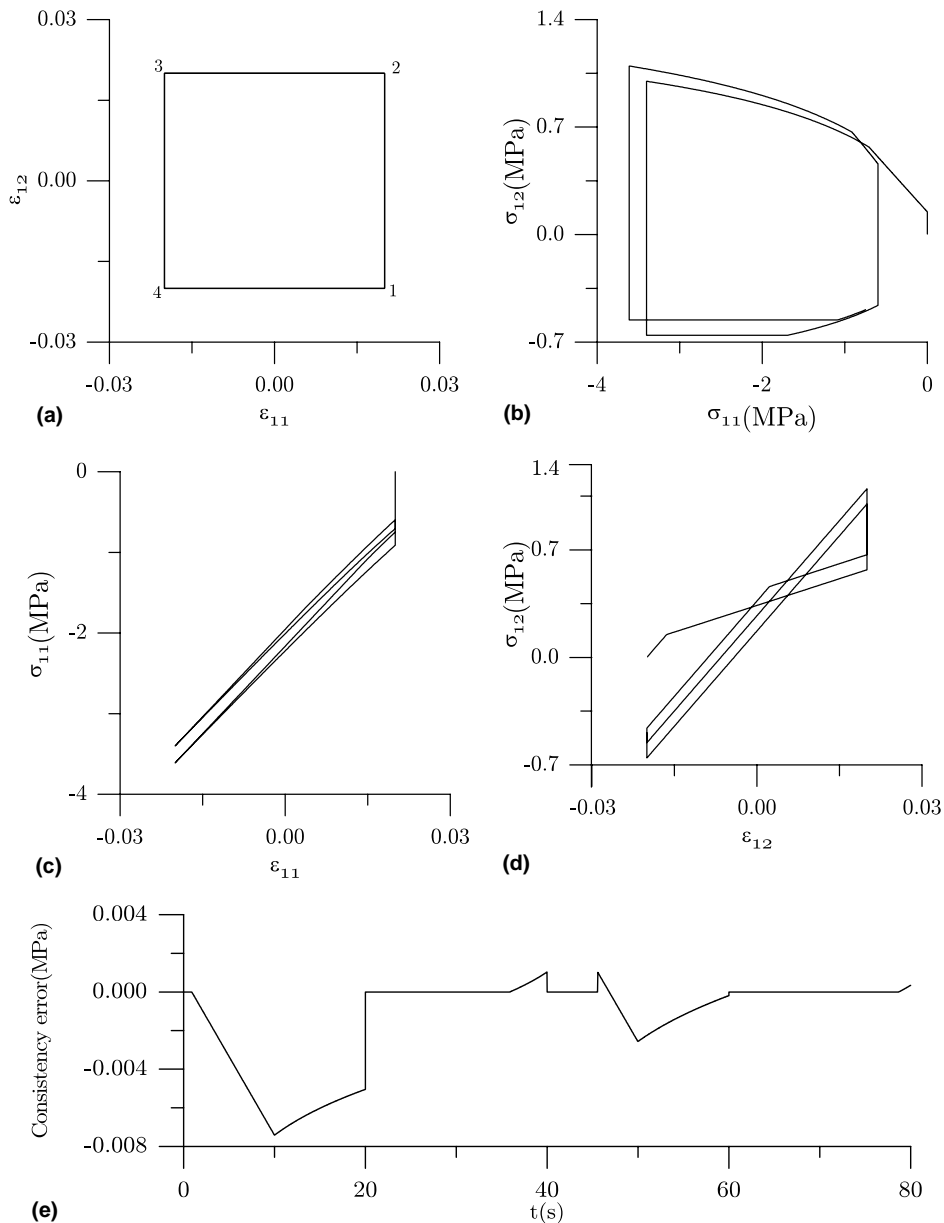 0.03
0.00
-0.03
ε12
3
2
4
1
-0.03
0.00
0.03
ε11
(a)
1.4
0.7
0.0
-0.7
σ12(MPa)
-4
-2
0
σ11(MPa)
(b)
0
-2
-4
σ11(MPa)
-0.03
0.00
0.03
ε11
(c)
1.4
0.7
0.0
-0.7
σ12(MPa)
-0.03
0.00
0.03
ε12
(d)
0.004
0.000
-0.004
-0.008
Consistency error(MPa)
0
20
40
60
80
t(s)
(e)